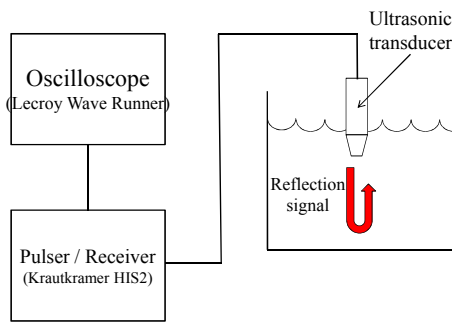 Ultrasonic
transducer
Oscilloscope
(Lecroy Wave Runner)
Reflection
signal
Pulser / Receiver
(Krautkramer HIS2)